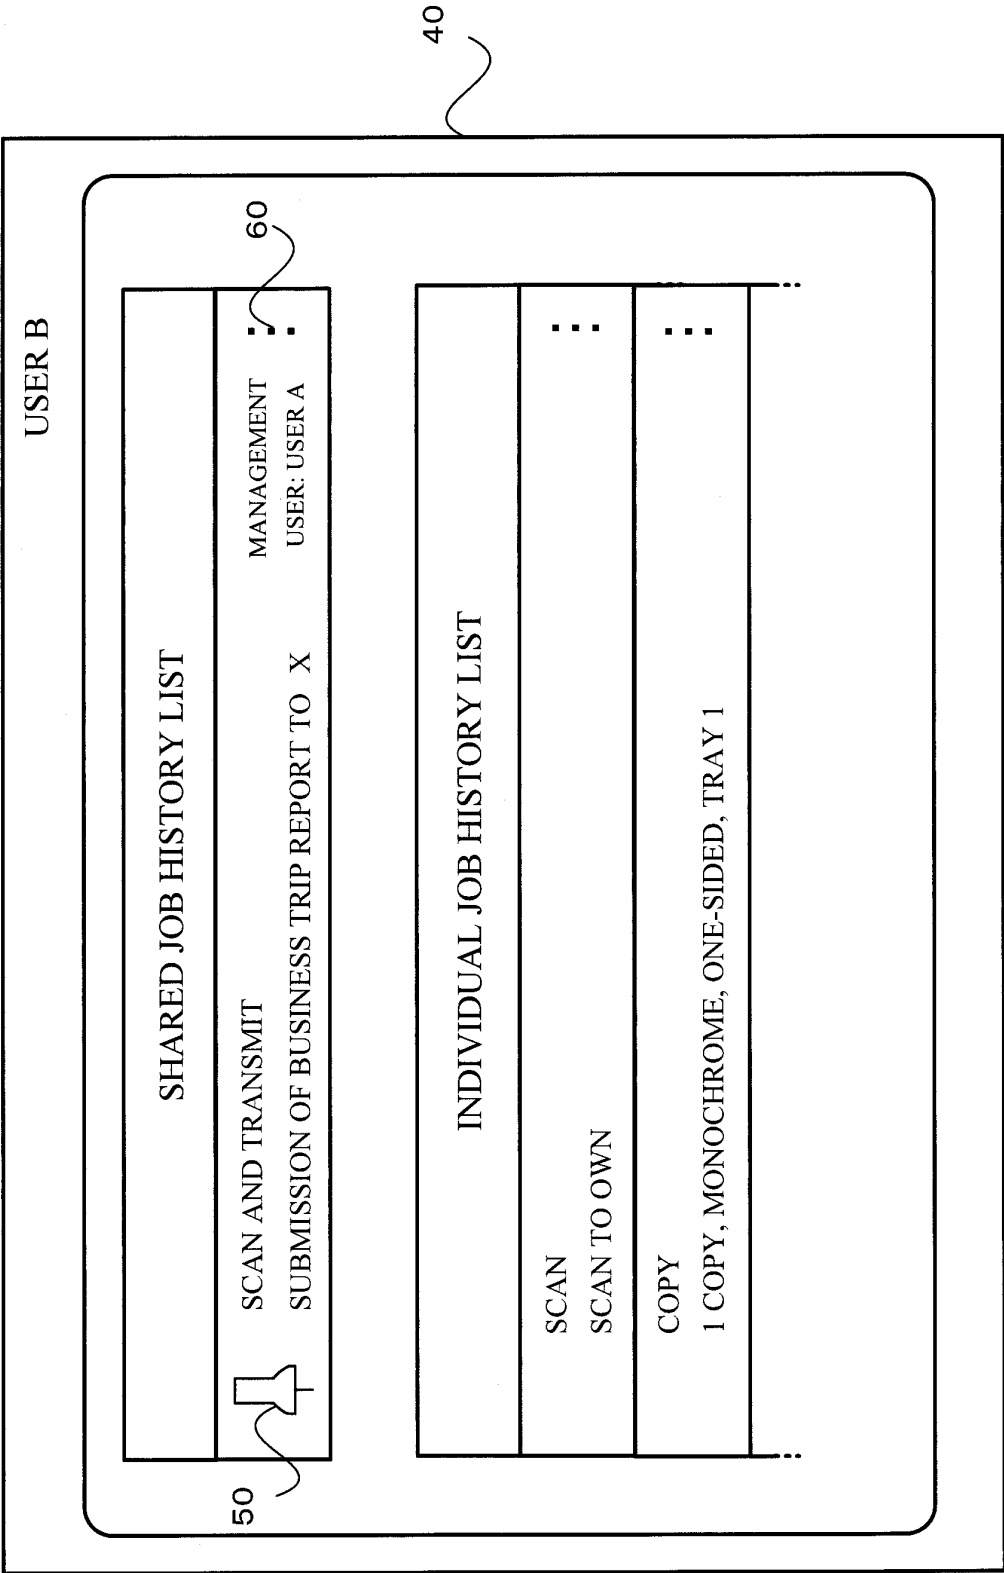 USER B
40
SHARED JOB HISTORY LIST
50
SCAN AND TRANSMIT
SUBMISSION OF BUSINESS TRIP REPORT TO X
MANAGEMENT
USER: USER A
60
INDIVIDUAL JOB HISTORY LIST
SCAN
SCAN TO OWN
COPY
1 COPY, MONOCHROME, ONE-SIDED, TRAY 1